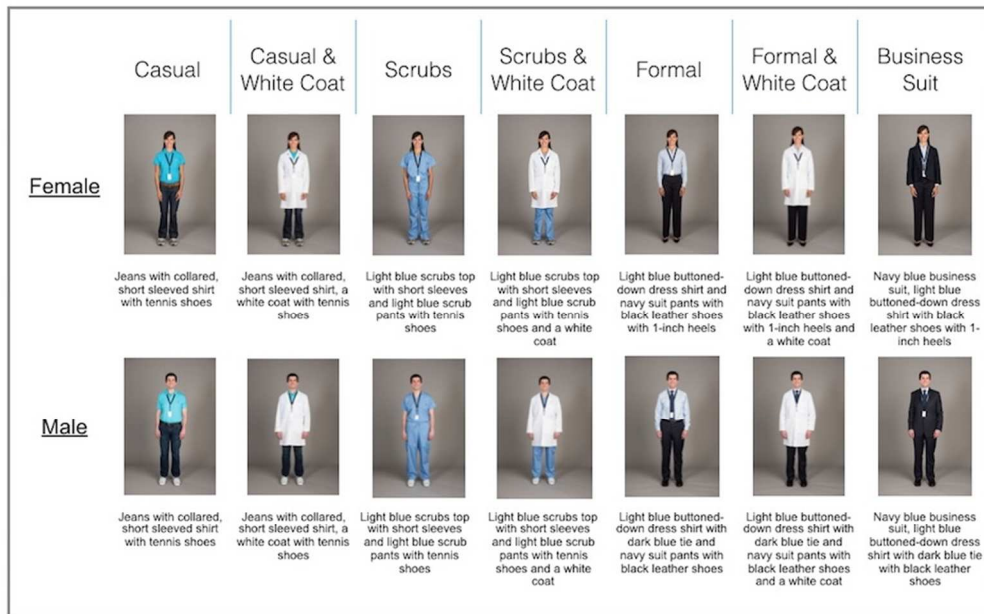 Casual
Casual &
White Coat
Scrubs
Scrubs &
White Coat
Formal
Formal &
White Coat
Business
Suit
Female
Jeans with collared,
short sleeved shirt
with tennis shoes
Jeans with collared,
short sleeved shirt, a
white coat with tennis
shoes
Light blue scrubs top
with short sleeves
and light blue scrub
pants with tennis
shoes
Light blue scrubs top
with short sleeves
and light blue scrub
pants with tennis
shoes and a white
coat
Light blue buttoned-
down dress shirt and
navy suit pants with
black leather shoes
with 1-inch heels
Light blue buttoned-
down dress shirt and
navy suit pants with
black leather shoes
with 1-inch heels and
a white coat
Navy blue business
suit, light blue
buttoned-down dress
shirt with black
leather shoes with 1-
inch heels
Male
Jeans with collared,
short sleeved shirt
with tennis shoes
Jeans with collared,
short sleeved shirt, a
white coat with tennis
shoes
Light blue scrubs top
with short sleeves
and light blue scrub
pants with tennis
shoes
Light blue scrubs top
with short sleeves
and light blue scrub
pants with tennis
shoes and a white
coat
Light blue buttoned-
down dress shirt with
dark blue tie and
navy suit pants with
black leather shoes
Light blue buttoned-
down dress shirt with
dark blue tie and
navy suit pants with
black leather shoes
and a white coat
Navy blue business
suit, light blue
buttoned-down dress
shirt with dark blue tie
with black leather
shoes